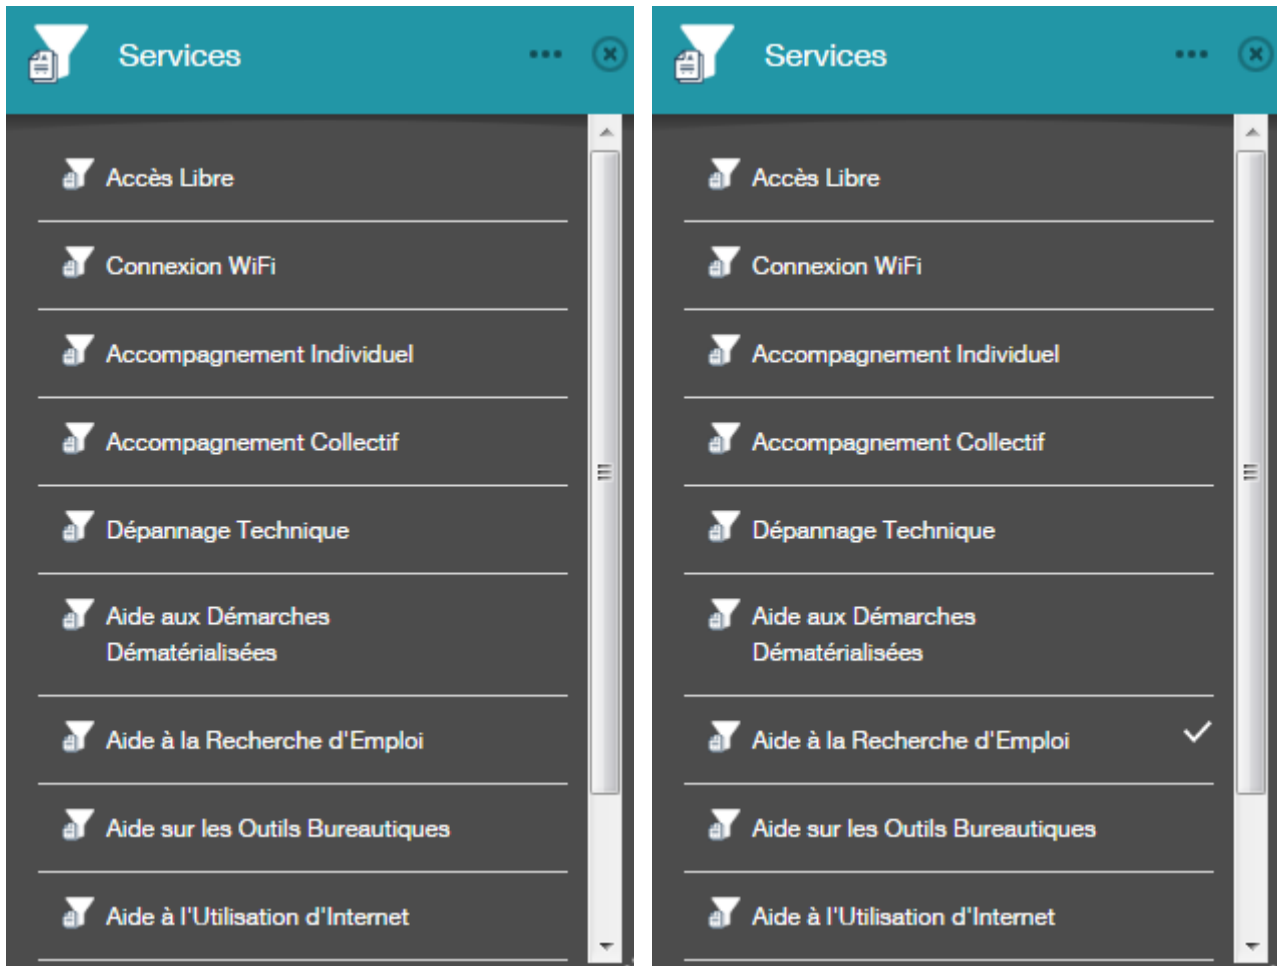 Services
Accès Libre
Connexion WiFi
Accompagnement Individuel
Accompagnement Collectif
Dépannage Technique
Aide aux Démarches
Dématérialisées
Aide à la Recherche d'Emploi
Aide sur les Outils Bureautiques
Aide à l'Utilisation d'Internet
Services
Accès Libre
Connexion WiFi
Accompagnement Individuel
Accompagnement Collectif
Dépannage Technique
Aide aux Démarches
Dématérialisées
Aide à la Recherche d'Emploi
Aide sur les Outils Bureautiques
Aide à l'Utilisation d'Internet